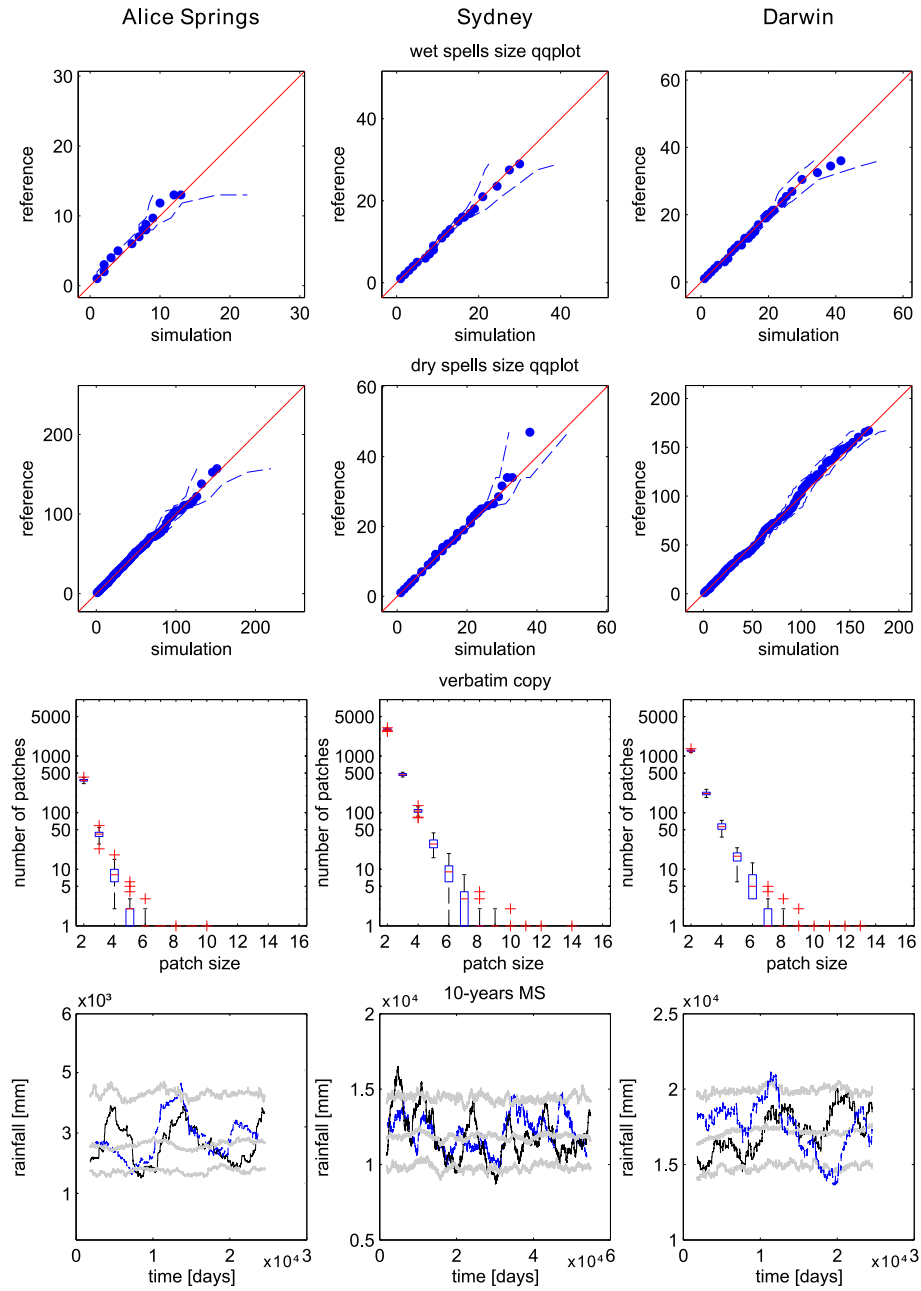 Alice Springs Sydney Darwin
wet spells size qqplot
30 20 10 0
reference
0 10 20 30
simulation
40 20 0
reference
0 20 40
simulation
60 40 20 0
reference
0 20 40 60
simulation
dry spells size qqplot
200 100 0
reference
0 100 200
simulation
60 40 20 0
reference
0 20 40 60
simulation
200 150 100 50 0
reference
0 50 100 150 200
simulation
verbatim copy
5000 1000 500 100 50 10 5 1
number of patches
2 4 6 8 10 12 14 16
patch size
5000 1000 500 100 50 10 5 1
number of patches
2 4 6 8 10 12 14 16
patch size
5000 1000 500 100 50 10 5 1
number of patches
2 4 6 8 10 12 14 16
patch size
10-years MS
x10³
6 5 3 1
rainfall [mm]
0 1 2 3
x10⁴
time [days]
x10⁴
2 1.5 1 0.5
rainfall [mm]
0 2 4 6
x10⁴
time [days]
x10⁴
2.5 2 1.5 1
rainfall [mm]
0 1 2 3
x10⁴
time [days]